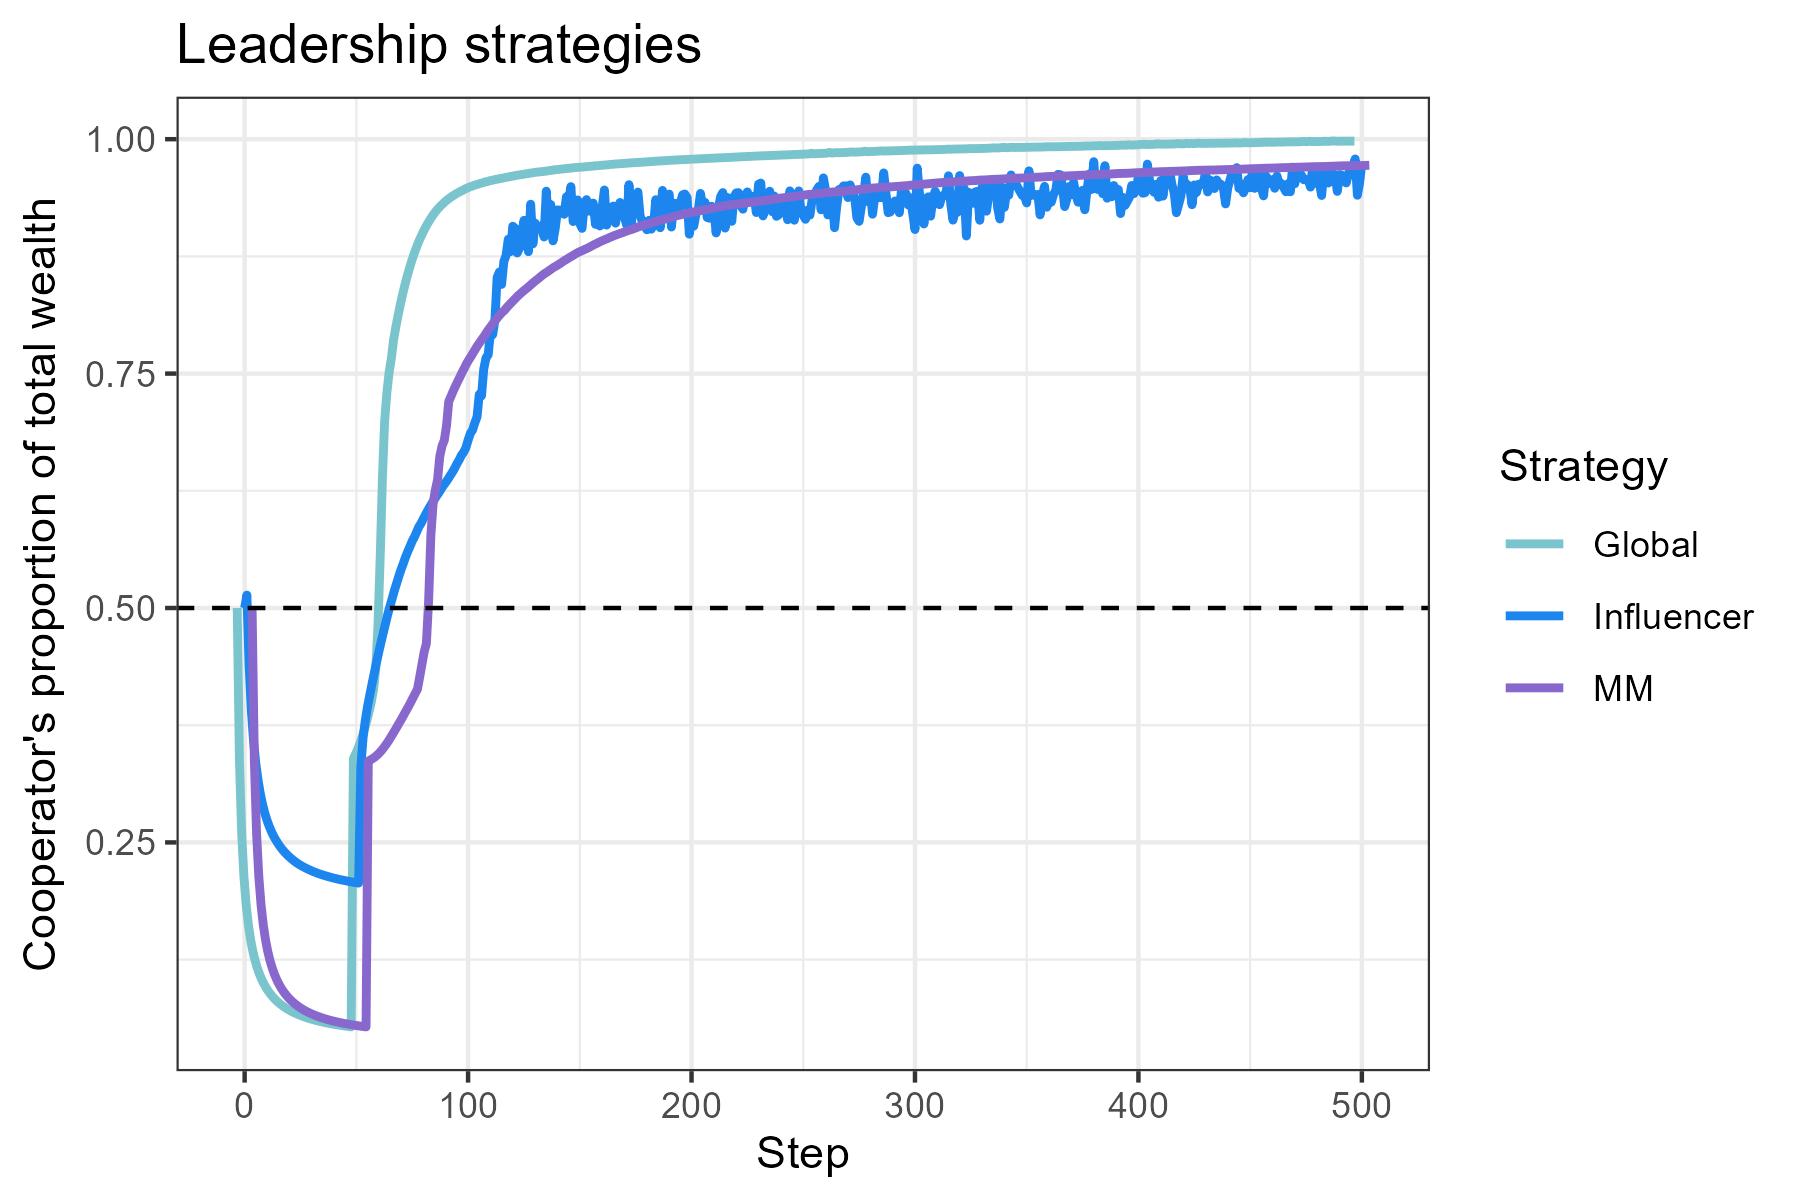 Leadership strategies
Cooperator's proportion of total wealth
1.00
0.75
0.50
0.25
0 100 200 300 400 500
Step
Strategy
Global
Influencer
MM